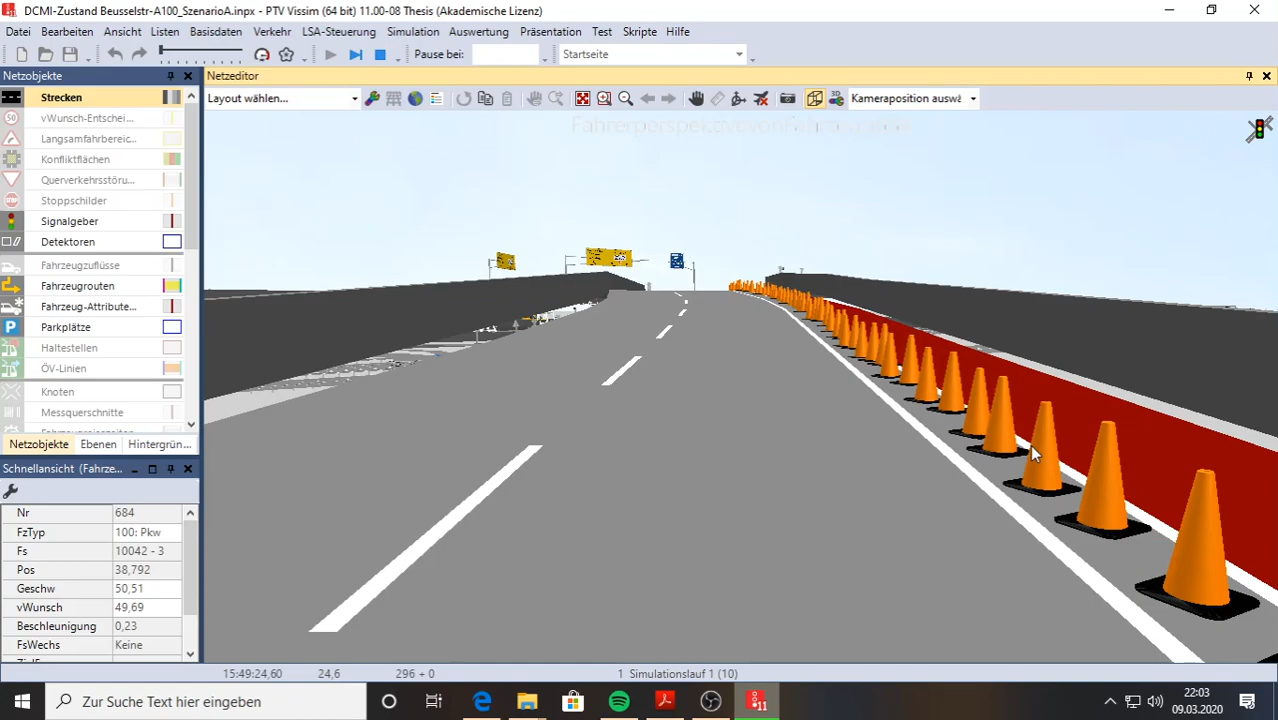 DCMI-Zustand Beusselstr-A100_SzenarioA.inpx - PTV Vissim (64 bit) 11.00-08 Thesis (Akademische Lizenz)
Datei Bearbeiten Ansicht Listen Basisdaten Verkehr LSA-Steuerung Simulation Auswertung Präsentation Test Skripte Hilfe
Pause bei: Startseite
Netzobjekte
Netzeditor
Layout wählen...
Kameraposition auswä
Strecken
vWunsch-Entschei...
Langsamfahrbereic...
Konfliktflächen
Querverkehrsstöru...
Stoppschilder
Signalgeber
Detektoren
Fahrzeugzuflüsse
Fahrzeugrouten
Fahrzeug-Attribute...
Parkplätze
Haltestellen
ÖV-Linien
Knoten
Messquerschnitte
Netzobjekte Ebenen Hintergrün...
Schnellansicht (Fahrze...
Nr 684
FzTyp 100: Pkw
Fs 10042 - 3
Pos 38,792
Geschw 50,51
vWunsch 49,69
Beschleunigung 0,23
FsWechs Keine
15:49:24,60 24,6 296 + 0 1 Simulationslauf 1 (10)
Zur Suche Text hier eingeben
22:03
09.03.2020